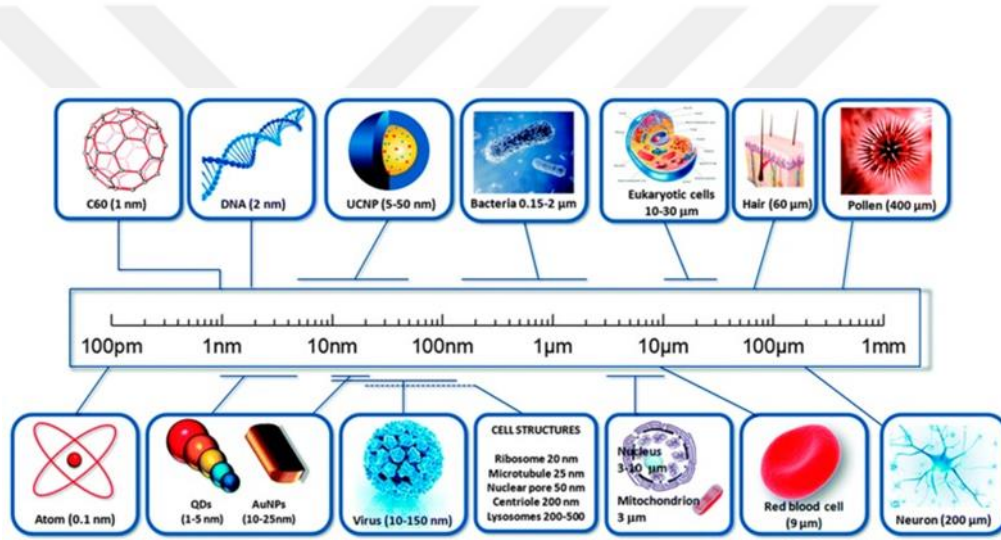 C60 (1 nm)
DNA (2 nm)
UCNP (5-50 nm)
Bacteria 0.15-2 µm
Eukaryotic cells
10-30 µm
Hair (60 µm)
Pollen (400 µm)
100pm
1nm
10nm
100nm
1µm
10µm
100µm
1mm
Atom (0.1 nm)
QDs
(1-5 nm)
AuNPs
(10-25nm)
Virus (10-150 nm)
CELL STRUCTURES
Ribosome 20 nm
Microtubule 25 nm
Nuclear pore 50 nm
Centriole 200 nm
Lysosomes 200-500
Nucleus
3-10 µm
Mitochondrion
3 µm
Red blood cell
(9 µm)
Neuron (200 µm)